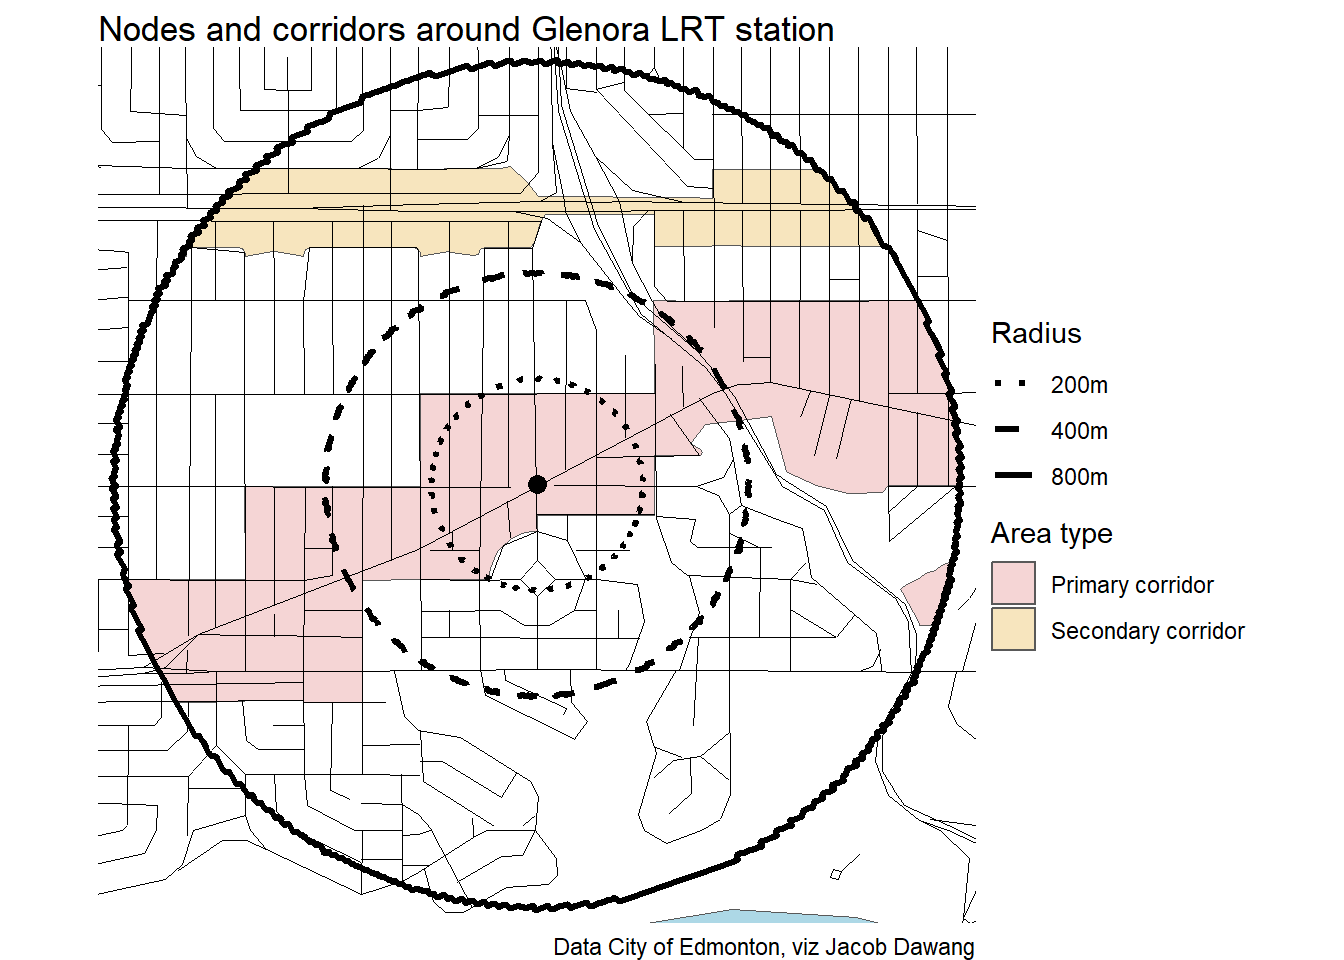 Nodes and corridors around Glenora LRT station
Radius
200m
400m
800m
Area type
Primary corridor
Secondary corridor
Data City of Edmonton, viz Jacob Dawang